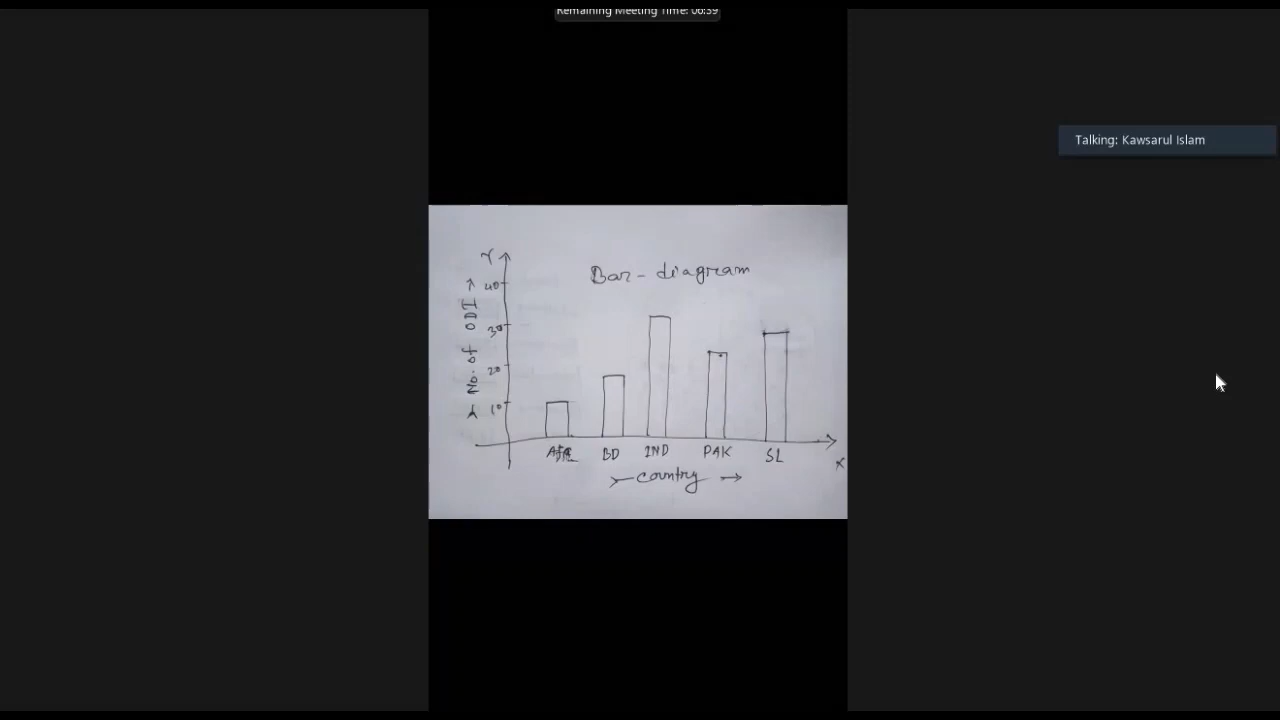 Remaining Meeting Time: 06:39
Talking: Kawsarul Islam
Bar-diagram
Y
40
30
20
10
No. of ODI
BD IND PAK SL
X
Country